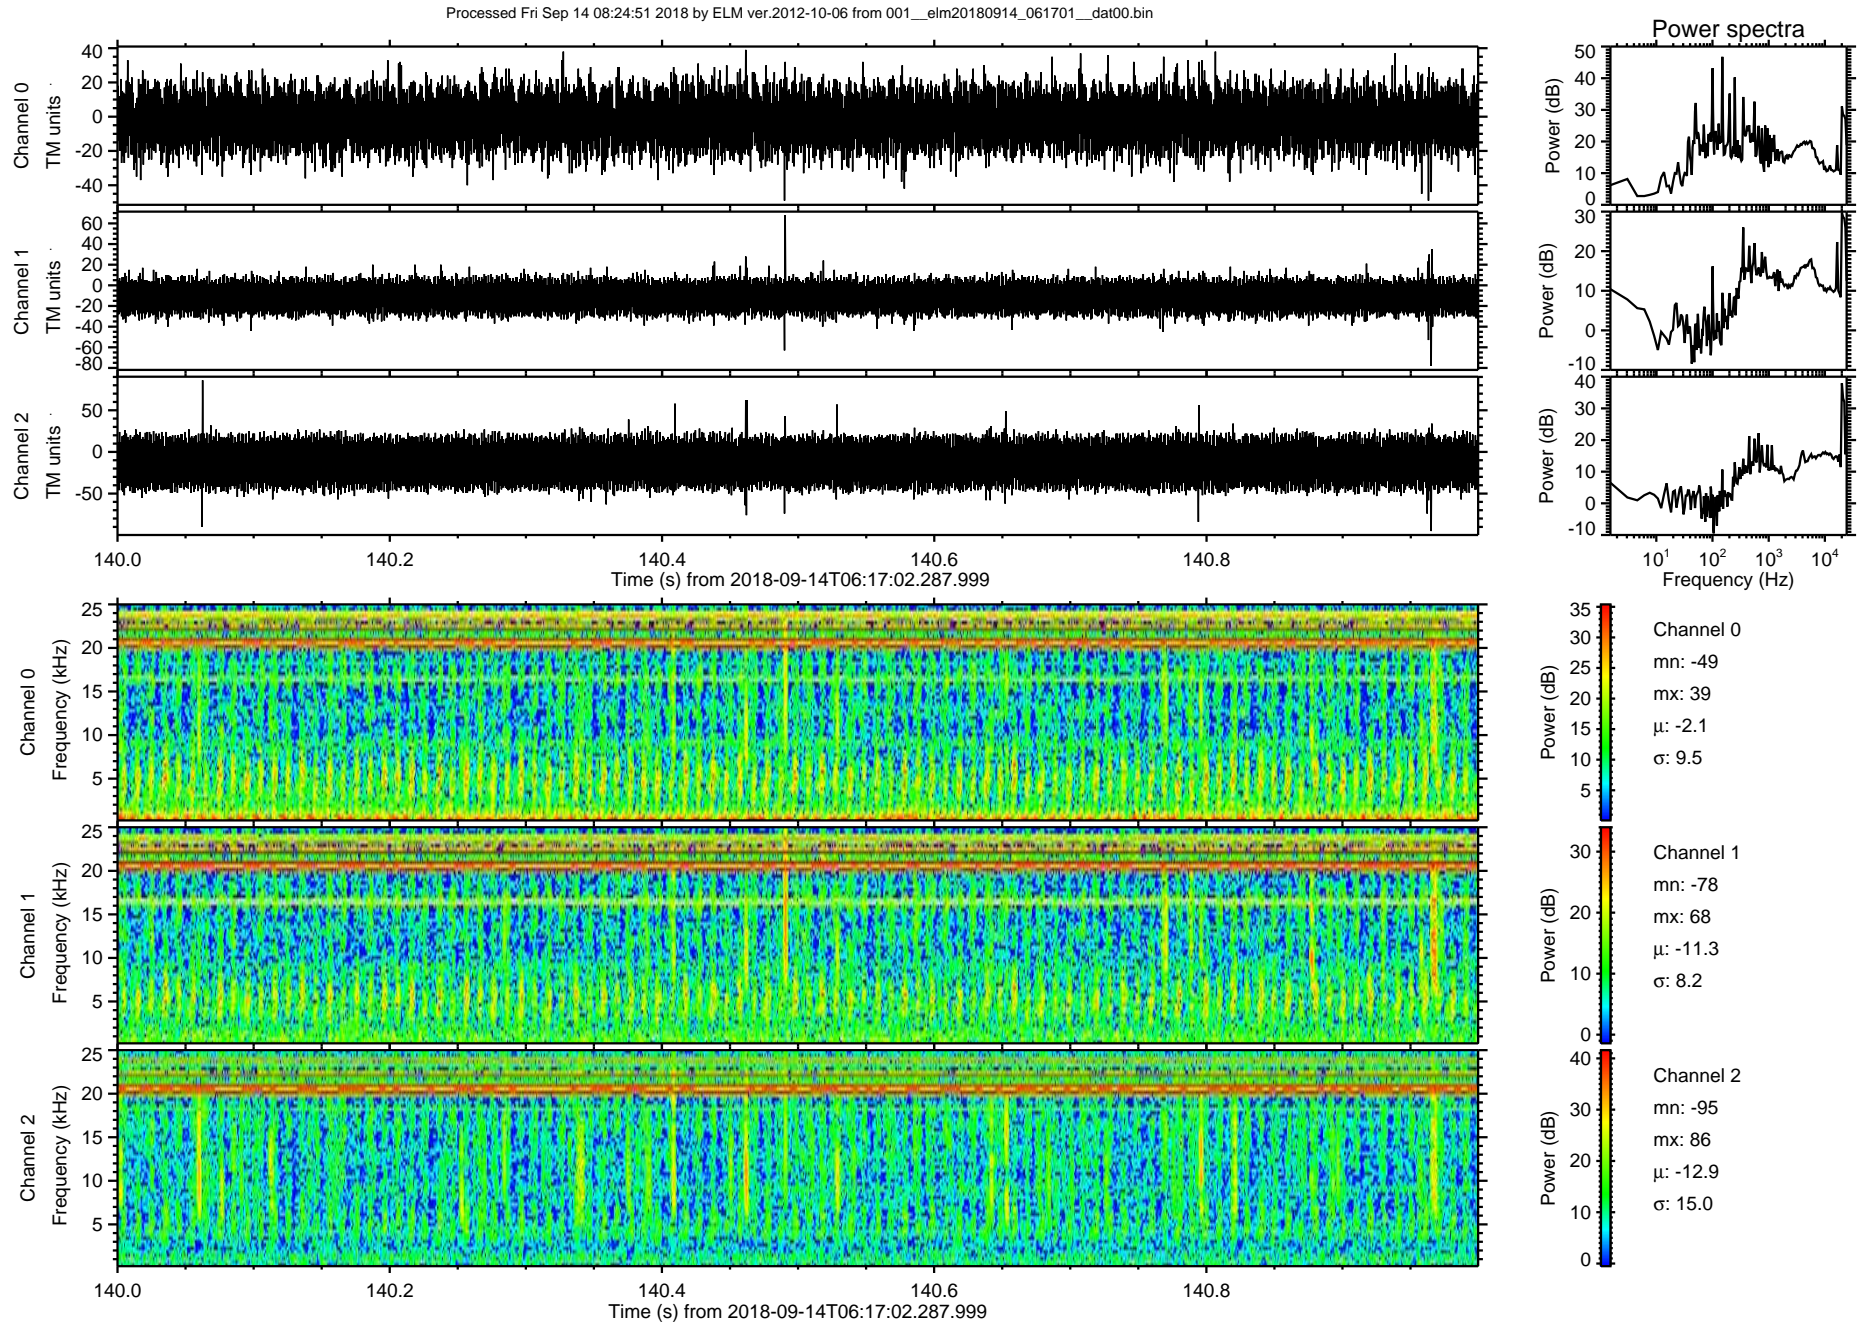 Processed Fri Sep 14 08:24:51 2018 by ELM ver.2012-10-06 from 001__elm20180914_061701__dat00.bin
Power spectra
Channel 0
TM units
40
20
0
-20
-40
Power (dB)
50
40
30
20
10
0
Channel 1
TM units
60
40
20
0
-20
-40
-60
-80
Power (dB)
30
20
10
0
-10
Channel 2
TM units
50
0
-50
Power (dB)
40
30
20
10
0
-10
140.0 140.2 140.4 140.6 140.8
Time (s) from 2018-09-14T06:17:02.287.999
10¹ 10² 10³ 10⁴
Frequency (Hz)
Channel 0
Frequency (kHz)
25
20
15
10
5
Power (dB)
35
30
25
20
15
10
5
Channel 0
mn: -49
mx: 39
μ: -2.1
σ: 9.5
Channel 1
Frequency (kHz)
25
20
15
10
5
Power (dB)
30
20
10
0
Channel 1
mn: -78
mx: 68
μ: -11.3
σ: 8.2
Channel 2
Frequency (kHz)
25
20
15
10
5
Power (dB)
40
30
20
10
0
Channel 2
mn: -95
mx: 86
μ: -12.9
σ: 15.0
140.0 140.2 140.4 140.6 140.8
Time (s) from 2018-09-14T06:17:02.287.999